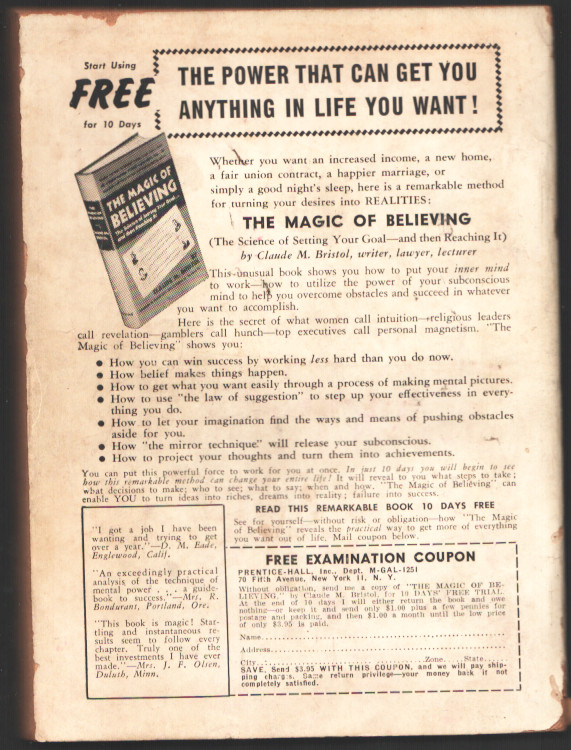 Start Using
FREE
for 10 Days
THE POWER THAT CAN GET YOU
ANYTHING IN LIFE YOU WANT!
THE MAGIC OF
BELIEVING
Whether you want an increased income, a new home,
a fair union contract, a happier marriage, or
simply a good night's sleep, here is a remarkable method
for turning your desires into REALITIES:
THE MAGIC OF BELIEVING
(The Science of Setting Your Goal—and then Reaching It)
by Claude M. Bristol, writer, lawyer, lecturer
This unusual book shows you how to put your inner mind
to work—how to utilize the power of your subconscious
mind to help you overcome obstacles and succeed in whatever
you want to accomplish.
Here is the secret of what women call intuition—religious leaders
call revelation—gamblers call hunch—top executives call personal magnetism. "The
Magic of Believing" shows you:
● How you can win success by working less hard than you do now.
● How belief makes things happen.
● How to get what you want easily through a process of making mental pictures.
● How to use "the law of suggestion" to step up your effectiveness in every-
thing you do.
● How to let your imagination find the ways and means of pushing obstacles
aside for you.
● How "the mirror technique" will release your subconscious.
● How to project your thoughts and turn them into achievements.
You can put this powerful force to work for you at once. In just 10 days you will begin to see
how this remarkable method can change your entire life! It will reveal to you what steps to take;
what decisions to make; who to see; what to say; when and how. "The Magic of Believing" can
enable YOU to turn ideas into riches, dreams into reality; failure into success.
READ THIS REMARKABLE BOOK 10 DAYS FREE
See for yourself—without risk or obligation—how "The Magic
of Believing" reveals the practical way to get more of everything
you want out of life. Mail coupon below.
"I got a job I have been
wanting and trying to get
over a year."—D. M. Eade,
Englewood, Calif.
"An exceedingly practical
analysis of the technique of
mental power . . . a guide-
book to success."—Mrs. R.
Bondurant, Portland, Ore.
"This book is magic! Star-
tling and instantaneous re-
sults seem to follow every
chapter. Truly one of the
best investments I have ever
made."—Mrs. J. F. Olsen,
Duluth, Minn.
FREE EXAMINATION COUPON
PRENTICE-HALL, Inc., Dept. M-GAL-1251
70 Fifth Avenue, New York 11, N. Y.
Without obligation, send me a copy of "THE MAGIC OF BE-
LIEVING," by Claude M. Bristol, for 10 DAYS' FREE TRIAL.
At the end of 10 days I will either return the book and owe
nothing—or keep it and send only $1.00 plus a few pennies for
postage and packing, and then $1.00 a month until the low price
of only $3.95 is paid.
Name
Address
City Zone State
SAVE. Send $3.95 WITH THIS COUPON, and we will pay ship-
ping charges. Same return privilege—your money back if not
completely satisfied.